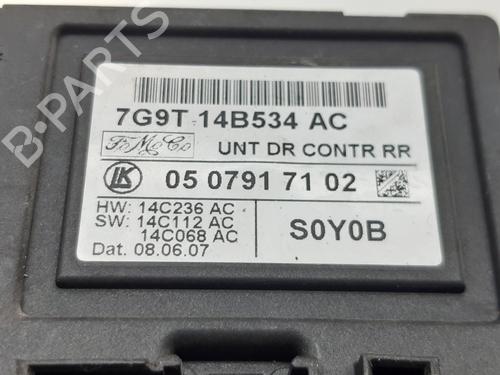 B-PARTS
7G9T 14B534 AC
FoMoCo
UNT DR CONTR RR
LK
05 0791 71 02
HW: 14C236 AC
SW: 14C112 AC
14C068 AC
S0Y0B
Dat. 08.06.07